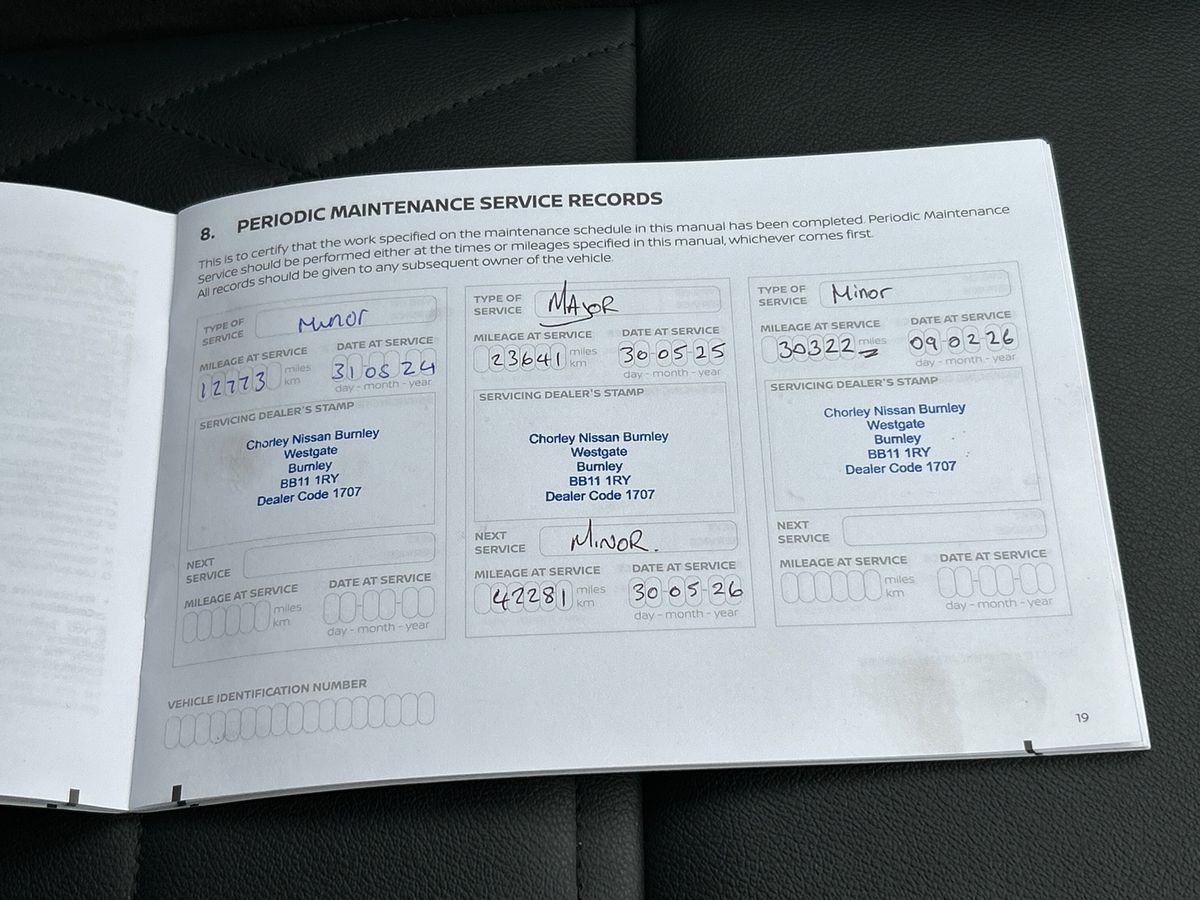 8. PERIODIC MAINTENANCE SERVICE RECORDS
This is to certify that the work specified on the maintenance schedule in this manual has been completed. Periodic Maintenance
Service should be performed either at the times or mileages specified in this manual, whichever comes first.
All records should be given to any subsequent owner of the vehicle.
TYPE OF
SERVICE
Minor
MILEAGE AT SERVICE
DATE AT SERVICE
12773 miles
km
31 05 24
day - month - year
SERVICING DEALER'S STAMP
Chorley Nissan Burnley
Westgate
Burnley
BB11 1RY
Dealer Code 1707
NEXT
SERVICE
MILEAGE AT SERVICE
DATE AT SERVICE
miles
km
day - month - year
TYPE OF
SERVICE
MAJOR
MILEAGE AT SERVICE
DATE AT SERVICE
23641 miles
km
30-05-25
day - month - year
SERVICING DEALER'S STAMP
Chorley Nissan Burnley
Westgate
Burnley
BB11 1RY
Dealer Code 1707
NEXT
SERVICE
MINOR.
MILEAGE AT SERVICE
DATE AT SERVICE
42281 miles
km
30-05-26
day - month - year
TYPE OF
SERVICE
Minor
MILEAGE AT SERVICE
DATE AT SERVICE
30322 miles
09-02-26
day - month - year
SERVICING DEALER'S STAMP
Chorley Nissan Burnley
Westgate
Burnley
BB11 1RY
Dealer Code 1707
NEXT
SERVICE
MILEAGE AT SERVICE
DATE AT SERVICE
miles
km
day - month - year
VEHICLE IDENTIFICATION NUMBER
19